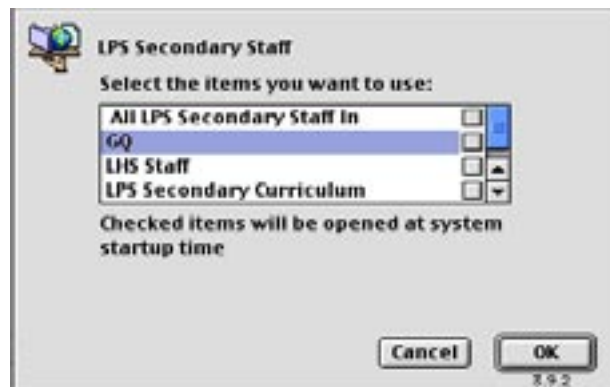 LPS Secondary Staff
Select the items you want to use:
All LPS Secondary Staff In
GQ
LHS Staff
LPS Secondary Curriculum
Checked items will be opened at system
startup time
Cancel
OK
3.9.2